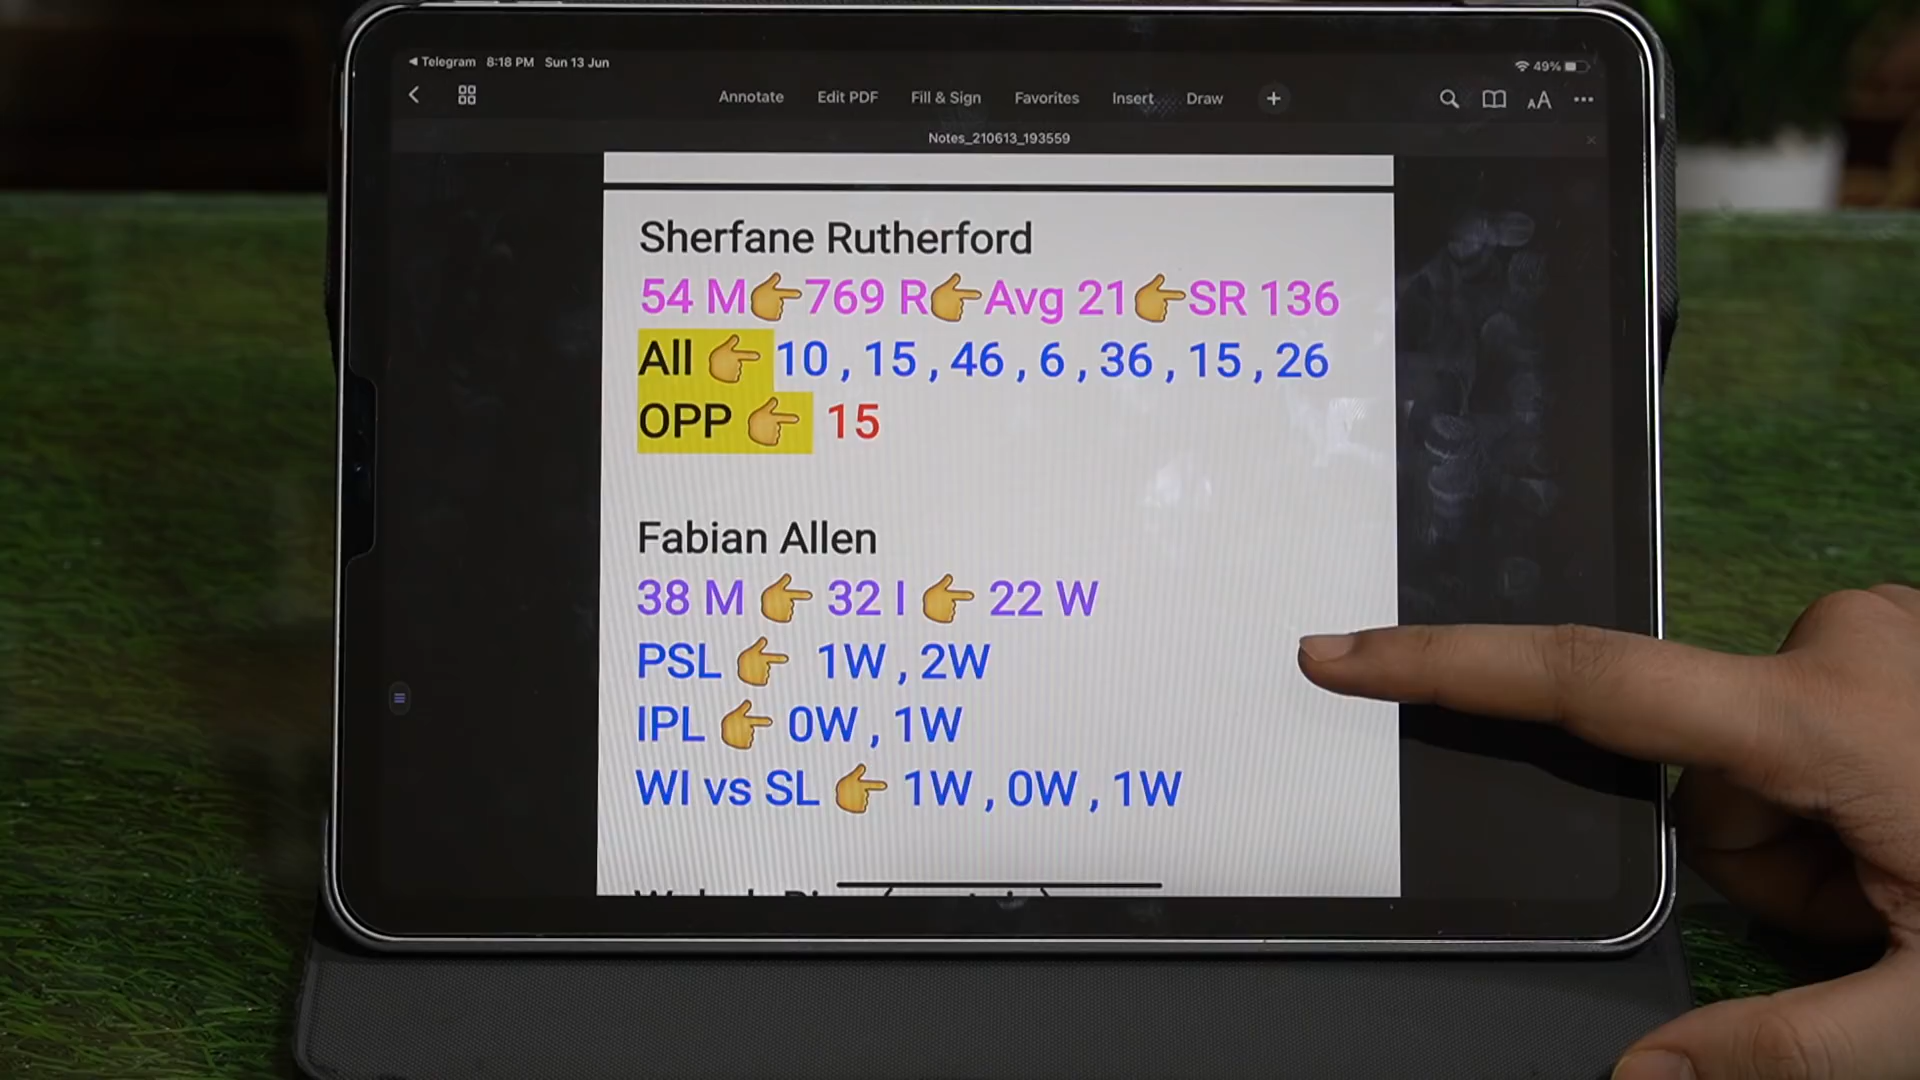 ◀ Telegram 8:18 PM Sun 13 Jun
49%
Annotate Edit PDF Fill & Sign Favorites Insert Draw +
AA
Notes_210613_193559
Sherfane Rutherford
54 M👉769 R👉Avg 21👉SR 136
All 👉 10 , 15 , 46 , 6 , 36 , 15 , 26
OPP 👉 15
Fabian Allen
38 M 👉 32 I 👉 22 W
PSL 👉 1W , 2W
IPL 👉 0W , 1W
WI vs SL 👉 1W , 0W , 1W